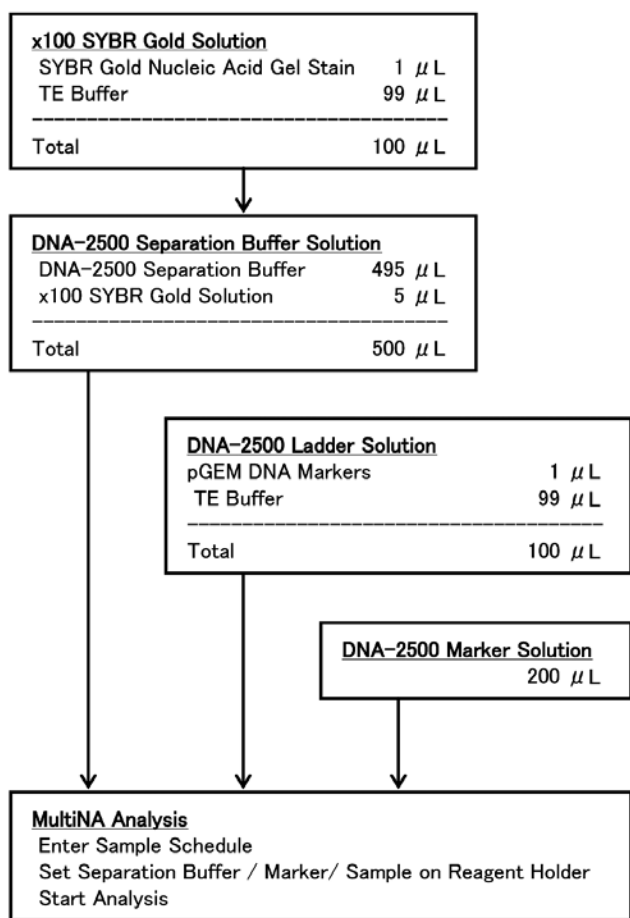 x100 SYBR Gold Solution
SYBR Gold Nucleic Acid Gel Stain 1 μL
TE Buffer 99 μL
----------------------------------------
Total 100 μL
DNA-2500 Separation Buffer Solution
DNA-2500 Separation Buffer 495 μL
x100 SYBR Gold Solution 5 μL
----------------------------------------
Total 500 μL
DNA-2500 Ladder Solution
pGEM DNA Markers 1 μL
TE Buffer 99 μL
----------------------------------------
Total 100 μL
DNA-2500 Marker Solution
200 μL
MultiNA Analysis
Enter Sample Schedule
Set Separation Buffer / Marker/ Sample on Reagent Holder
Start Analysis